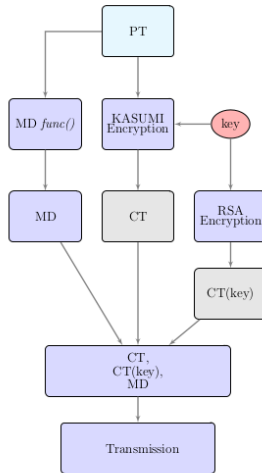 PT
MD func()
KASUMI
Encryption
key
MD
CT
RSA
Encryption
CT(key)
CT,
CT(key),
MD
Transmission